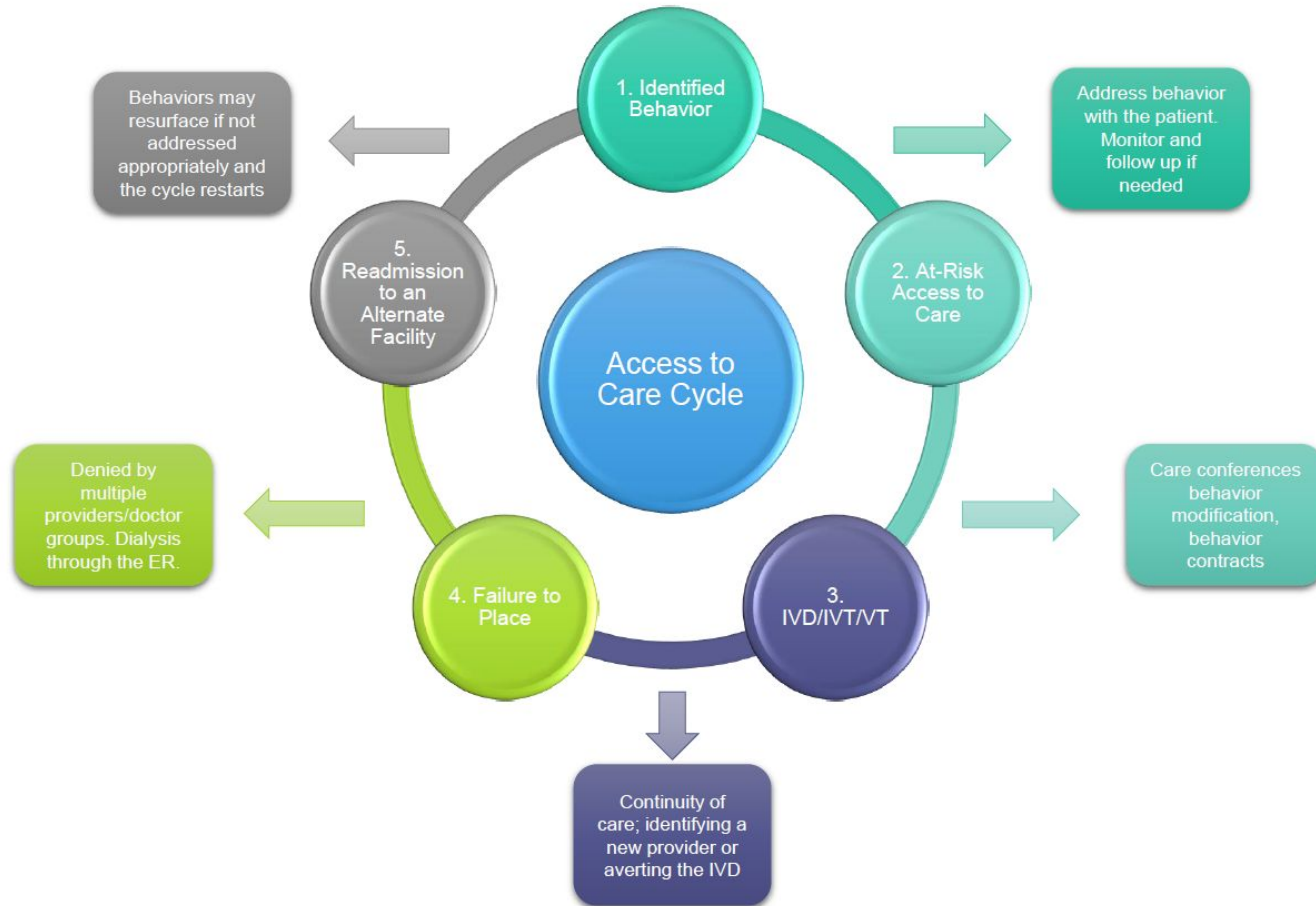 1. Identified
Behavior
Address behavior
with the patient.
Monitor and
follow up if
needed
2. At-Risk
Access to
Care
Care conferences
behavior
modification,
behavior
contracts
3.
IVD/IVT/VT
Continuity of
care; identifying a
new provider or
averting the IVD
4. Failure to
Place
Denied by
multiple
providers/doctor
groups. Dialysis
through the ER.
5.
Readmission
to an
Alternate
Facility
Behaviors may
resurface if not
addressed
appropriately and
the cycle restarts
Access to
Care Cycle